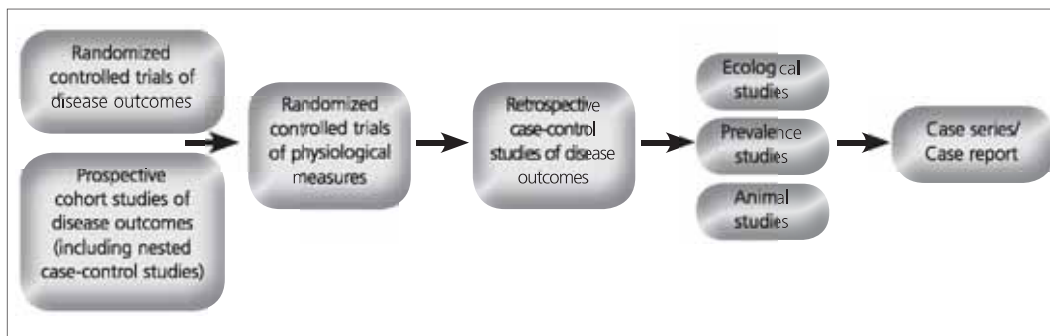 Randomized
controlled trials of
disease outcomes
Prospective
cohort studies of
disease outcomes
(including nested
case-control studies)
Randomized
controlled trials
of physiological
measures
Retrospective
case-control
studies of disease
outcomes
Ecological
studies
Prevalence
studies
Animal
studies
Case series/
Case report